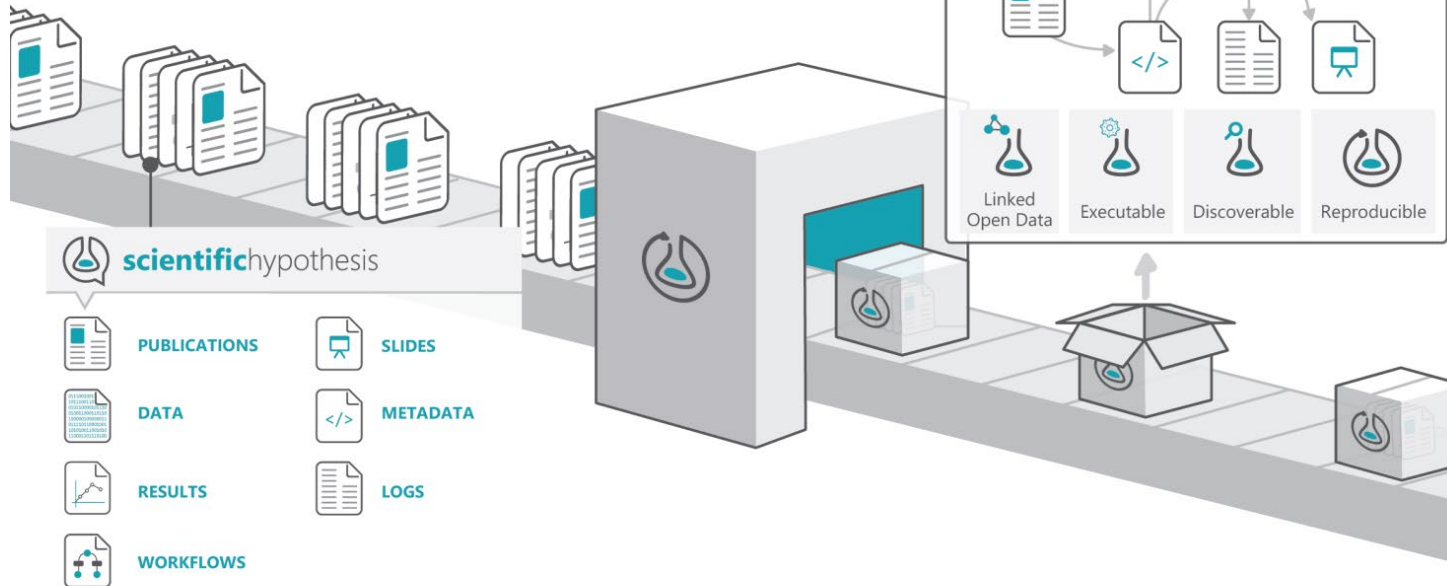 </>
Linked
Open Data
Executable
Discoverable
Reproducible
scientifichypothesis
PUBLICATIONS
SLIDES
DATA
</>
METADATA
RESULTS
LOGS
WORKFLOWS